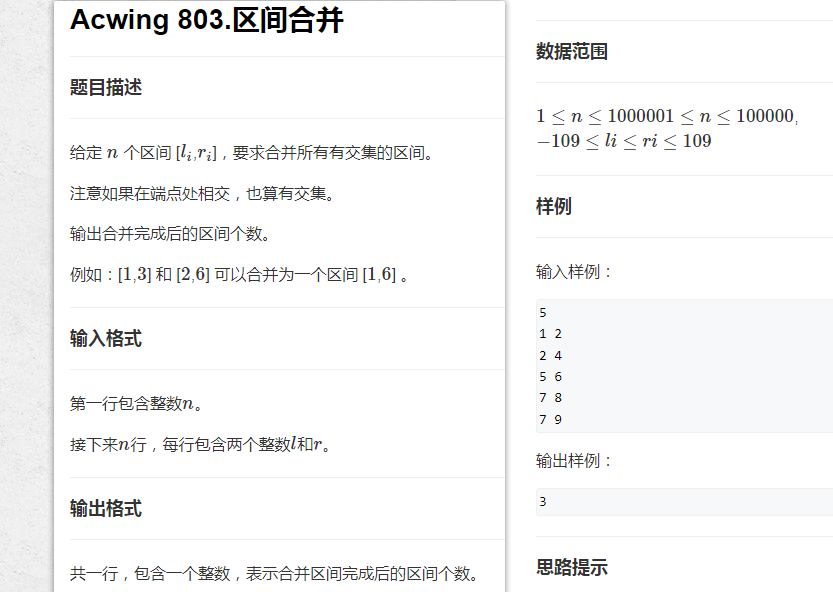 Acwing 803.区间合并
题目描述
给定 n 个区间 [l_i,r_i]，要求合并所有有交集的区间。
注意如果在端点处相交，也算有交集。
输出合并完成后的区间个数。
例如：[1,3] 和 [2,6] 可以合并为一个区间 [1,6] 。
输入格式
第一行包含整数n。
接下来n行，每行包含两个整数l和r。
输出格式
共一行，包含一个整数，表示合并区间完成后的区间个数。
数据范围
1 ≤ n ≤ 1000001 ≤ n ≤ 100000,
−109 ≤ li ≤ ri ≤ 109
样例
输入样例：
5
1 2
2 4
5 6
7 8
7 9
输出样例：
3
思路提示